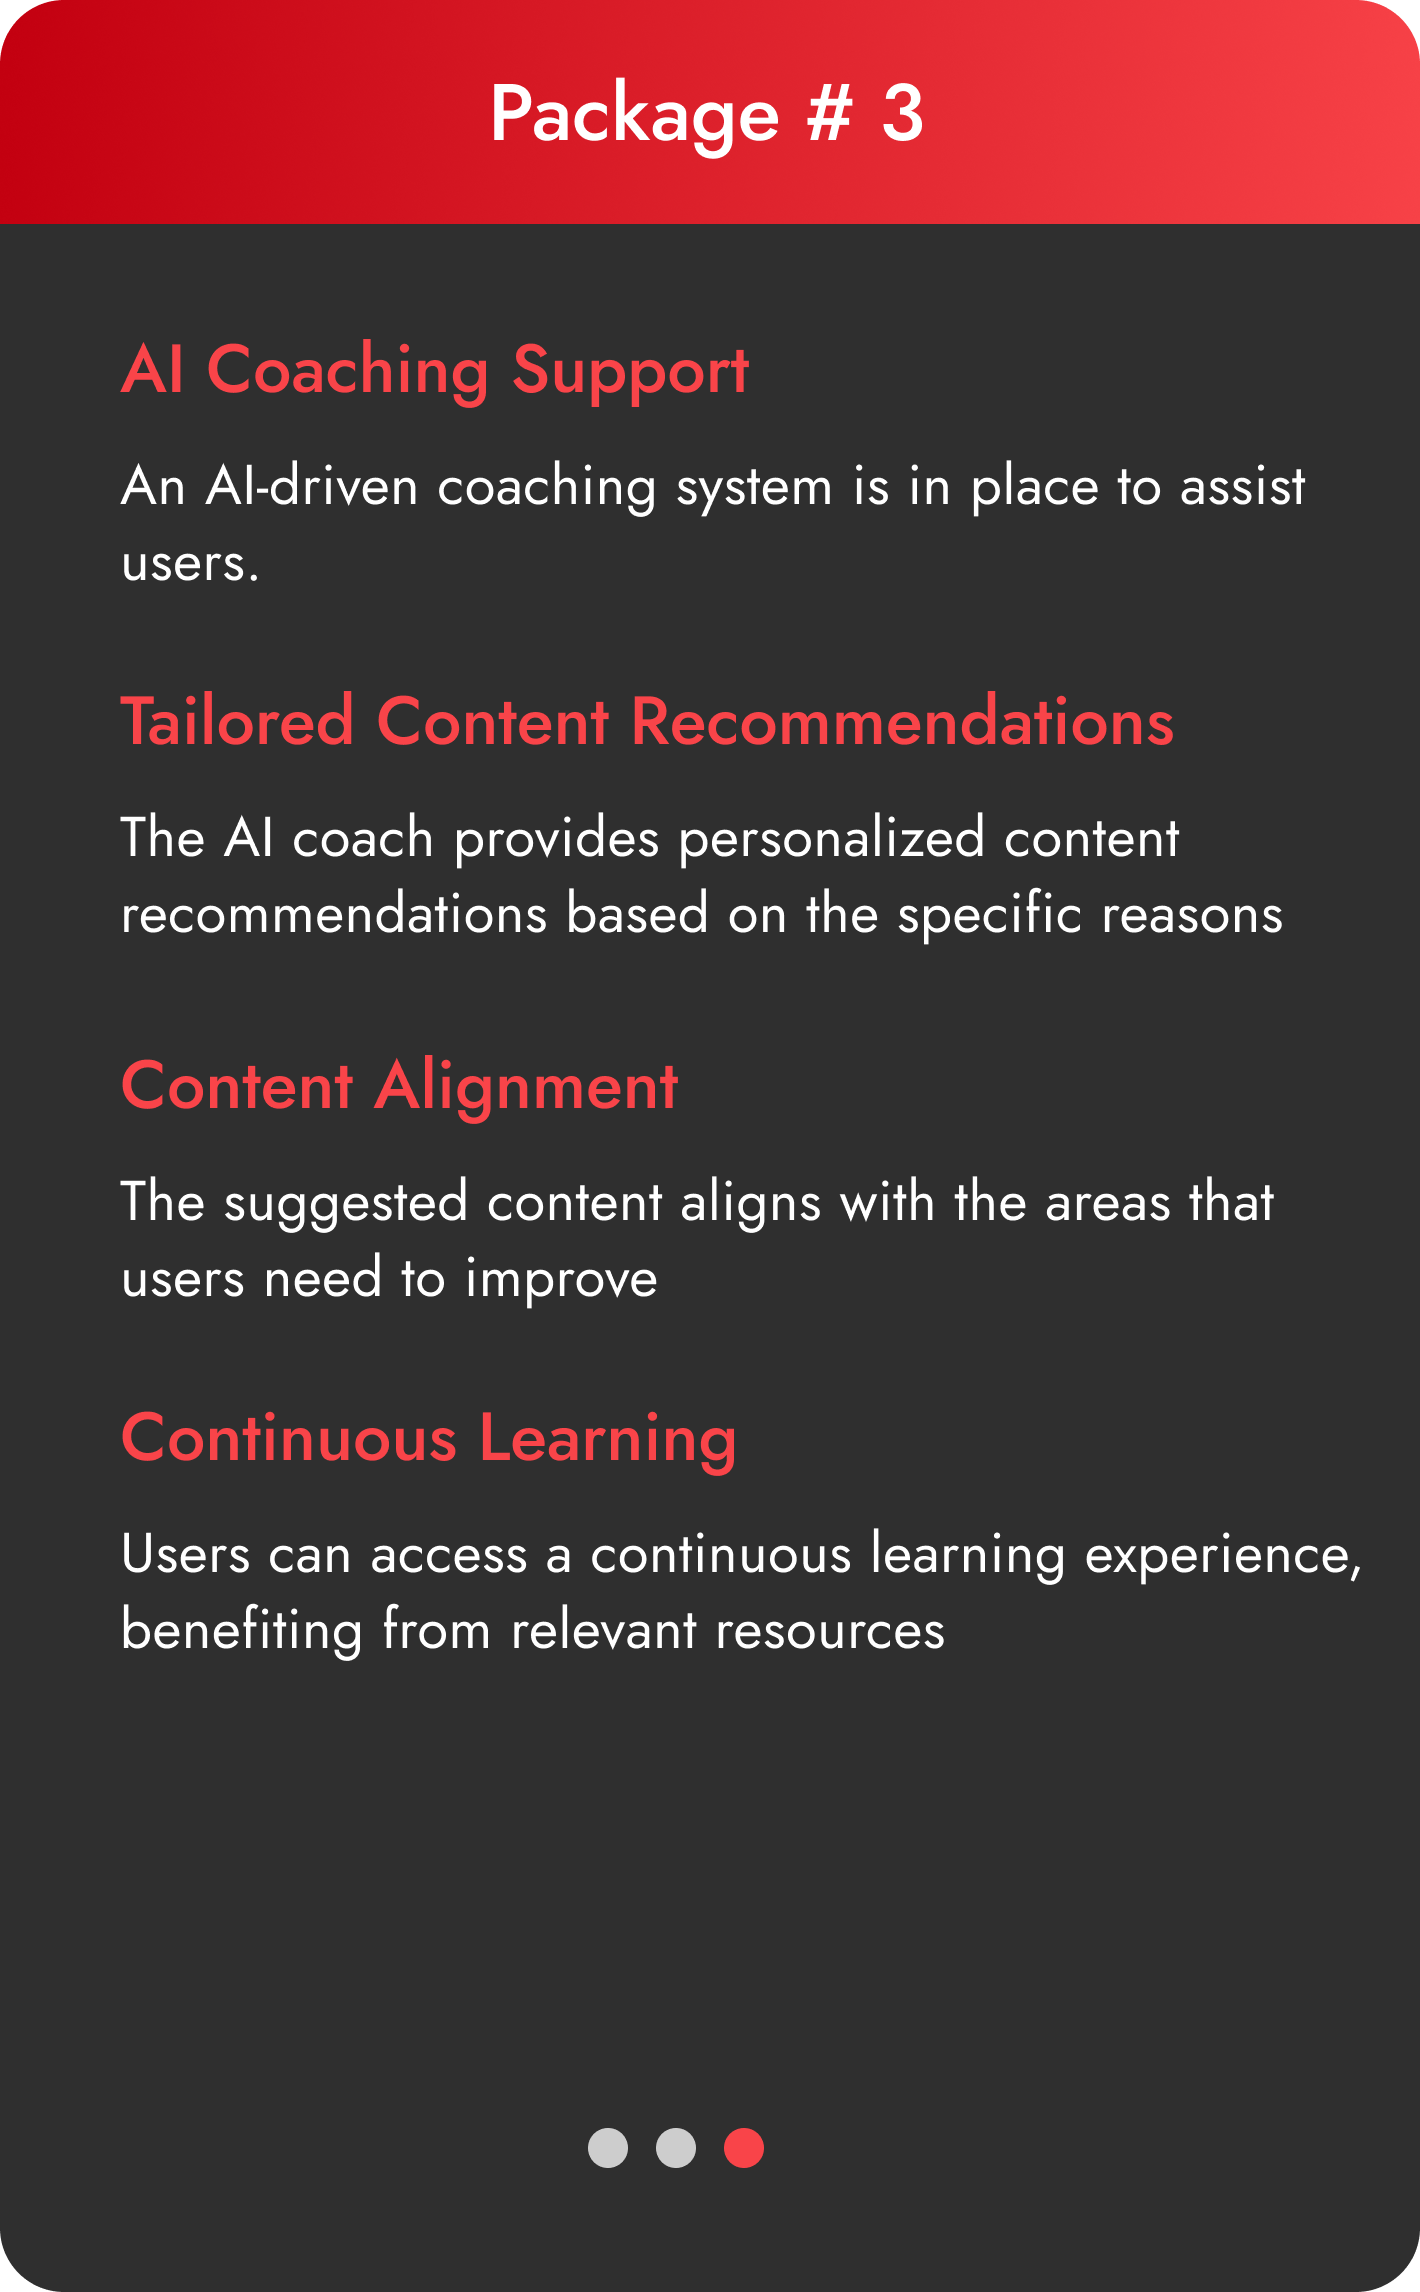 Package # 3
AI Coaching Support
An AI-driven coaching system is in place to assist
users.
Tailored Content Recommendations
The AI coach provides personalized content
recommendations based on the specific reasons
Content Alignment
The suggested content aligns with the areas that
users need to improve
Continuous Learning
Users can access a continuous learning experience,
benefiting from relevant resources